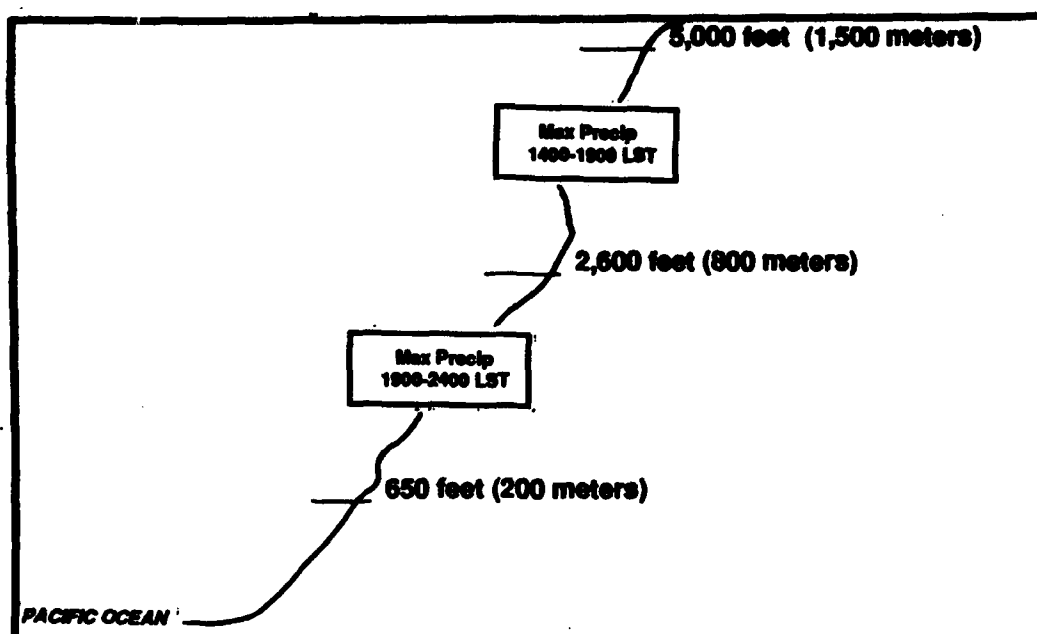 5,000 feet (1,500 meters)
Max Precip
1400-1900 LST
2,600 feet (800 meters)
Max Precip
1900-2400 LST
650 feet (200 meters)
PACIFIC OCEAN